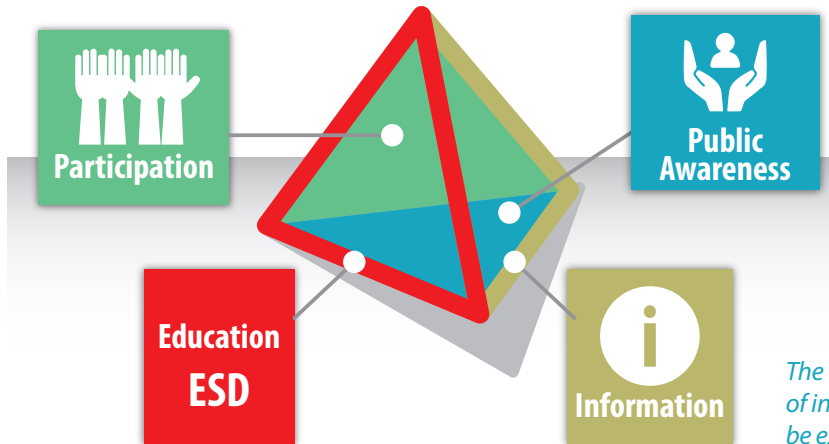 Participation
Public
Awareness
Education
ESD
i
Information
The
of in
be e